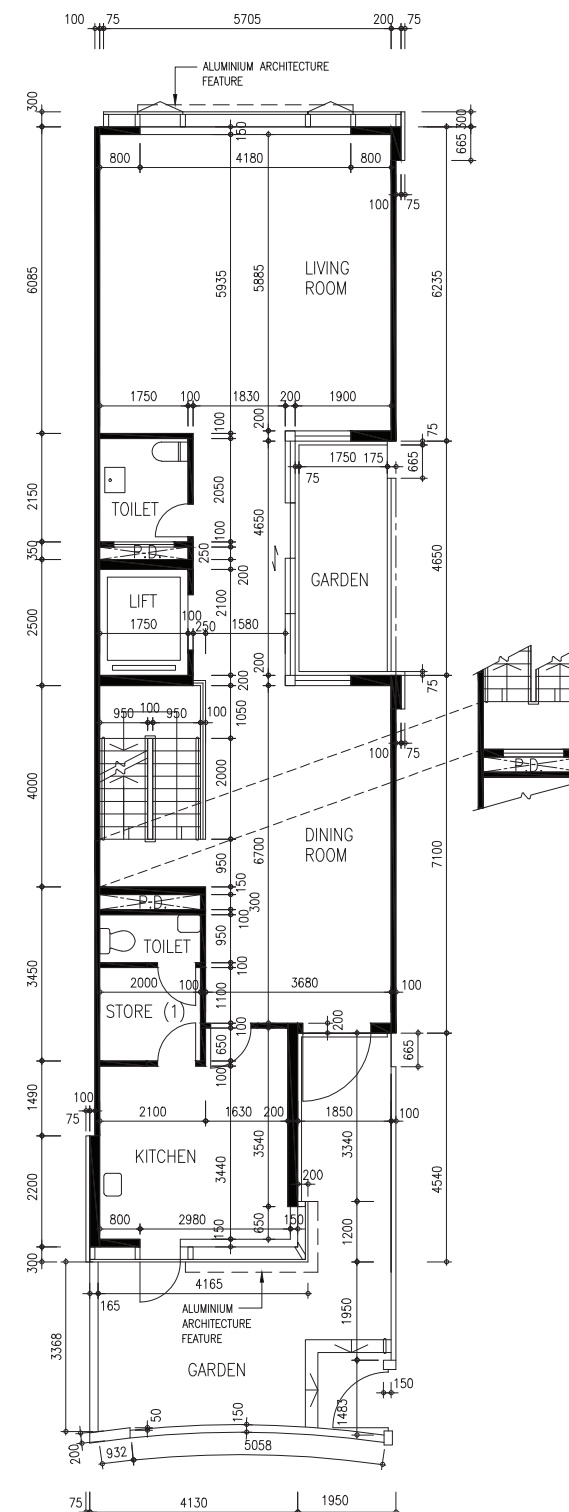 100 75 5705 200 75
ALUMINIUM ARCHITECTURE
FEATURE
300 150 300 665
800 4180 800
100 75
6085 5935 5885 6235
LIVING
ROOM
1750 100 1830 200 1900
100 200 75
665
1750 175
75
2150 2050 4650 4650
TOILET
100
P.D.
350 250 200
GARDEN
LIFT
2500 2100
100
1750 250 1580
200 200 75
950 100 950 100 1050
100 75
4000 2000
P.D.
DINING
ROOM
950 6700 7100
150
300
P.D.
100
TOILET
950
3450 100
2000 100 3680 100
STORE (1)
1100
100 200
650 665
100
1490
100
75
2100 1630 200 1850 100
KITCHEN
3440 3540 3340 4540
2200
200
800 2980 150
150 650 1200
300
4165
165
ALUMINIUM
ARCHITECTURE
FEATURE
1950
3368
GARDEN
150
1483
50 150
200
932 5058
75 4130 1950